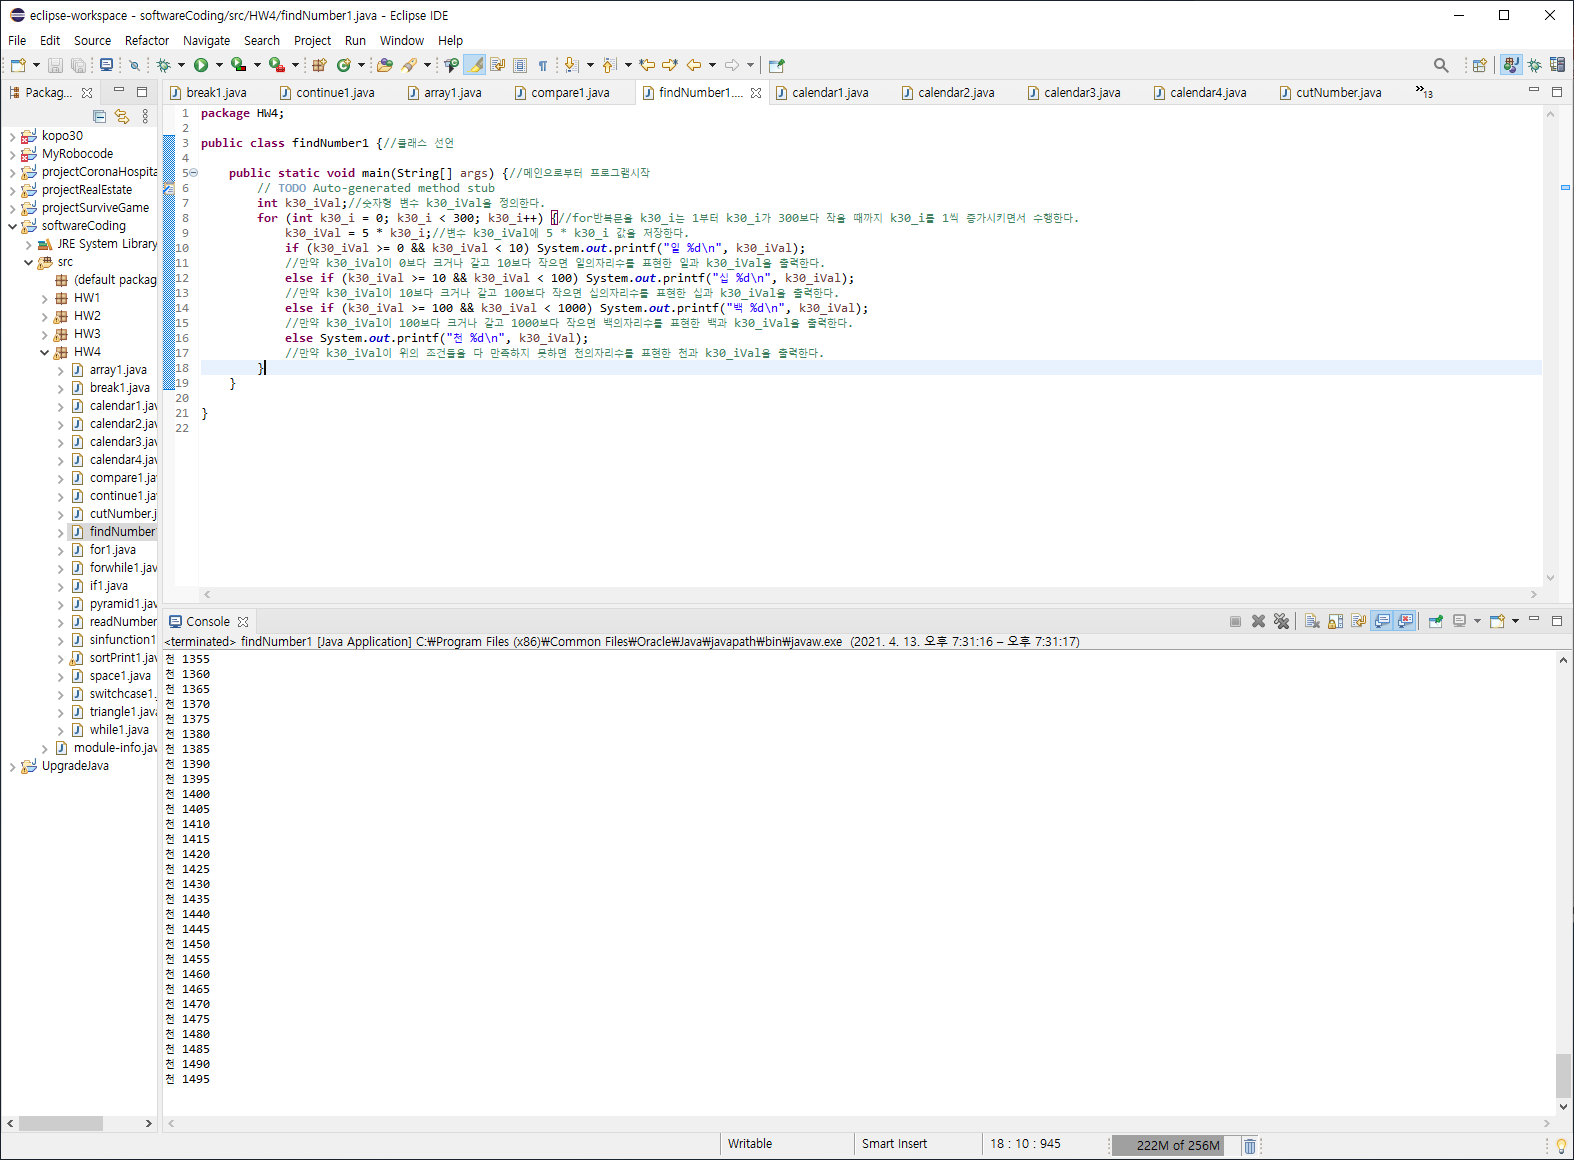 eclipse-workspace - softwareCoding/src/HW4/findNumber1.java - Eclipse IDE
File Edit Source Refactor Navigate Search Project Run Window Help
Packag...
break1.java continue1.java array1.java compare1.java findNumber1.... calendar1.java calendar2.java calendar3.java calendar4.java cutNumber.java »13
kopo30
MyRobocode
projectCoronaHospita
projectRealEstate
projectSurviveGame
softwareCoding
JRE System Library
src
(default packag
HW1
HW2
HW3
HW4
array1.java
break1.java
calendar1.jav
calendar2.jav
calendar3.jav
calendar4.jav
compare1.jav
continue1.jav
cutNumber.j
findNumber
for1.java
forwhile1.jav
if1.java
pyramid1.jav
readNumber
sinfunction1
sortPrint1.jav
space1.java
switchcase1.
triangle1.java
while1.java
module-info.jav
UpgradeJava
1 package HW4;
2
3 public class findNumber1 {//클래스 선언
4
5 public static void main(String[] args) {//메인으로부터 프로그램시작
6 // TODO Auto-generated method stub
7 int k30_iVal;//숫자형 변수 k30_iVal을 정의한다.
8 for (int k30_i = 0; k30_i < 300; k30_i++) {//for반복문을 k30_i는 1부터 k30_i가 300보다 작을 때까지 k30_i를 1씩 증가시키면서 수행한다.
9 k30_iVal = 5 * k30_i;//변수 k30_iVal에 5 * k30_i 값을 저장한다.
10 if (k30_iVal >= 0 && k30_iVal < 10) System.out.printf("일 %d\n", k30_iVal);
11 //만약 k30_iVal이 0보다 크거나 같고 10보다 작으면 일의자리수를 표현한 일과 k30_iVal을 출력한다.
12 else if (k30_iVal >= 10 && k30_iVal < 100) System.out.printf("십 %d\n", k30_iVal);
13 //만약 k30_iVal이 10보다 크거나 같고 100보다 작으면 십의자리수를 표현한 십과 k30_iVal을 출력한다.
14 else if (k30_iVal >= 100 && k30_iVal < 1000) System.out.printf("백 %d\n", k30_iVal);
15 //만약 k30_iVal이 100보다 크거나 같고 1000보다 작으면 백의자리수를 표현한 백과 k30_iVal을 출력한다.
16 else System.out.printf("천 %d\n", k30_iVal);
17 //만약 k30_iVal이 위의 조건들을 다 만족하지 못하면 천의자리수를 표현한 천과 k30_iVal을 출력한다.
18 }
19 }
20
21 }
22
Console
<terminated> findNumber1 [Java Application] C:₩Program Files (x86)₩Common Files₩Oracle₩Java₩javapath₩bin₩javaw.exe (2021. 4. 13. 오후 7:31:16 – 오후 7:31:17)
천 1355
천 1360
천 1365
천 1370
천 1375
천 1380
천 1385
천 1390
천 1395
천 1400
천 1405
천 1410
천 1415
천 1420
천 1425
천 1430
천 1435
천 1440
천 1445
천 1450
천 1455
천 1460
천 1465
천 1470
천 1475
천 1480
천 1485
천 1490
천 1495
Writable Smart Insert 18 : 10 : 945 222M of 256M